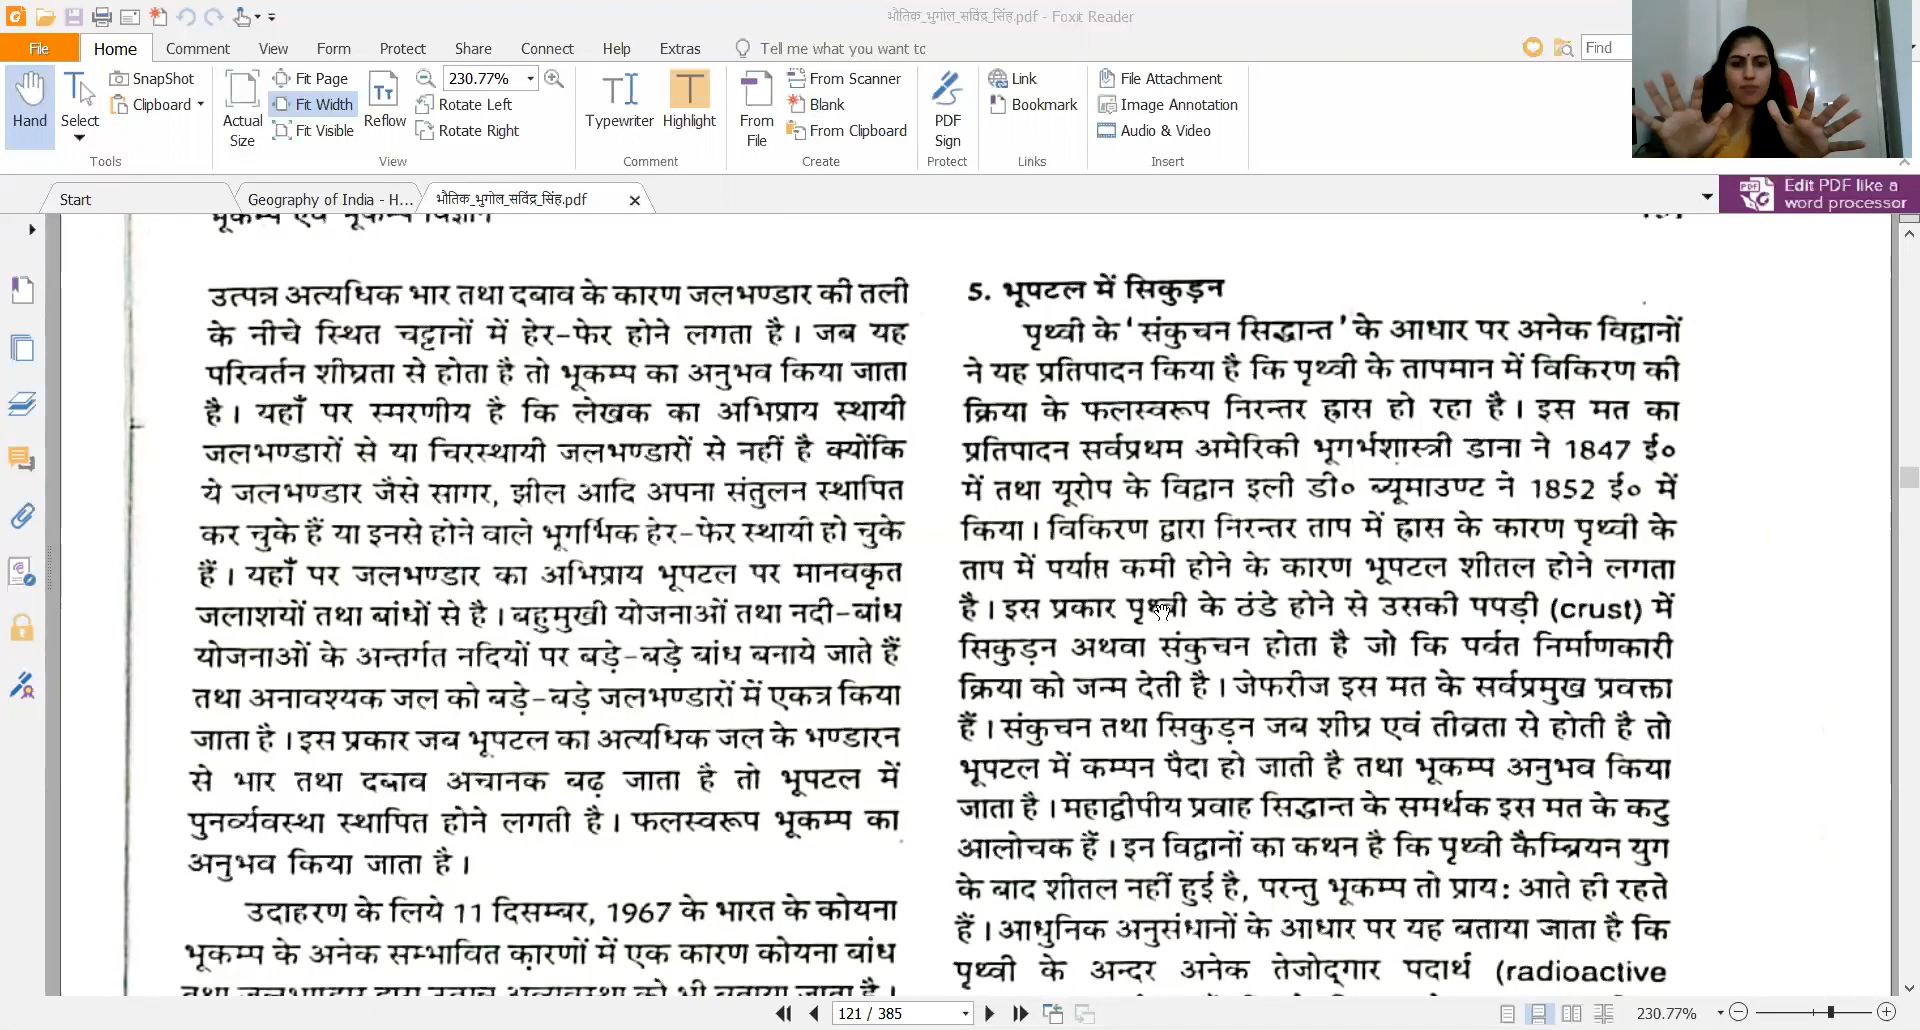 भौतिक_भुगोल_सविंद्र_सिंह.pdf - Foxit Reader
File Home Comment View Form Protect Share Connect Help Extras Tell me what you want to Find
Hand
Select
SnapShot
Clipboard
Tools
Actual Size
Fit Page
Fit Width
Fit Visible
Reflow
230.77%
Rotate Left
Rotate Right
View
Typewriter
Highlight
Comment
From File
From Scanner
Blank
From Clipboard
Create
PDF Sign
Protect
Link
Bookmark
Links
File Attachment
Image Annotation
Audio & Video
Insert
Start
Geography of India - H...
भौतिक_भुगोल_सविंद्र_सिंह.pdf
Edit PDF like a
word processor
भूकम्प एवं भूकम्प विज्ञान
उत्पन्न अत्यधिक भार तथा दबाव के कारण जलभण्डार की तली
के नीचे स्थित चट्टानों में हेर-फेर होने लगता है। जब यह
परिवर्तन शीघ्रता से होता है तो भूकम्प का अनुभव किया जाता
है। यहाँ पर स्मरणीय है कि लेखक का अभिप्राय स्थायी
जलभण्डारों से या चिरस्थायी जलभण्डारों से नहीं है क्योंकि
ये जलभण्डार जैसे सागर, झील आदि अपना संतुलन स्थापित
कर चुके हैं या इनसे होने वाले भूगर्भिक हेर-फेर स्थायी हो चुके
हैं। यहाँ पर जलभण्डार का अभिप्राय भूपटल पर मानवकृत
जलाशयों तथा बांधों से है। बहुमुखी योजनाओं तथा नदी-बांध
योजनाओं के अन्तर्गत नदियों पर बड़े-बड़े बांध बनाये जाते हैं
तथा अनावश्यक जल को बड़े-बड़े जलभण्डारों में एकत्र किया
जाता है। इस प्रकार जब भूपटल का अत्यधिक जल के भण्डारन
से भार तथा दबाव अचानक बढ़ जाता है तो भूपटल में
पुनर्व्यवस्था स्थापित होने लगती है। फलस्वरूप भूकम्प का
अनुभव किया जाता है।
उदाहरण के लिये 11 दिसम्बर, 1967 के भारत के कोयना
भूकम्प के अनेक सम्भावित कारणों में एक कारण कोयना बांध
तथा जलभण्डार द्वारा उत्पन्न अव्यवस्था को भी बताया जाता है।
5. भूपटल में सिकुड़न
पृथ्वी के 'संकुचन सिद्धान्त' के आधार पर अनेक विद्वानों
ने यह प्रतिपादन किया है कि पृथ्वी के तापमान में विकिरण की
क्रिया के फलस्वरूप निरन्तर ह्रास हो रहा है। इस मत का
प्रतिपादन सर्वप्रथम अमेरिकी भूगर्भशास्त्री डाना ने 1847 ई०
में तथा यूरोप के विद्वान इली डी० ब्यूमाउण्ट ने 1852 ई० में
किया। विकिरण द्वारा निरन्तर ताप में ह्रास के कारण पृथ्वी के
ताप में पर्याप्त कमी होने के कारण भूपटल शीतल होने लगता
है। इस प्रकार पृथ्वी के ठंडे होने से उसकी पपड़ी (crust) में
सिकुड़न अथवा संकुचन होता है जो कि पर्वत निर्माणकारी
क्रिया को जन्म देती है। जेफरीज इस मत के सर्वप्रमुख प्रवक्ता
हैं। संकुचन तथा सिकुड़न जब शीघ्र एवं तीव्रता से होती है तो
भूपटल में कम्पन पैदा हो जाती है तथा भूकम्प अनुभव किया
जाता है। महाद्वीपीय प्रवाह सिद्धान्त के समर्थक इस मत के कटु
आलोचक हैं। इन विद्वानों का कथन है कि पृथ्वी कैम्ब्रियन युग
के बाद शीतल नहीं हुई है, परन्तु भूकम्प तो प्राय: आते ही रहते
हैं। आधुनिक अनुसंधानों के आधार पर यह बताया जाता है कि
पृथ्वी के अन्दर अनेक तेजोद्गार पदार्थ (radioactive
121 / 385
230.77%